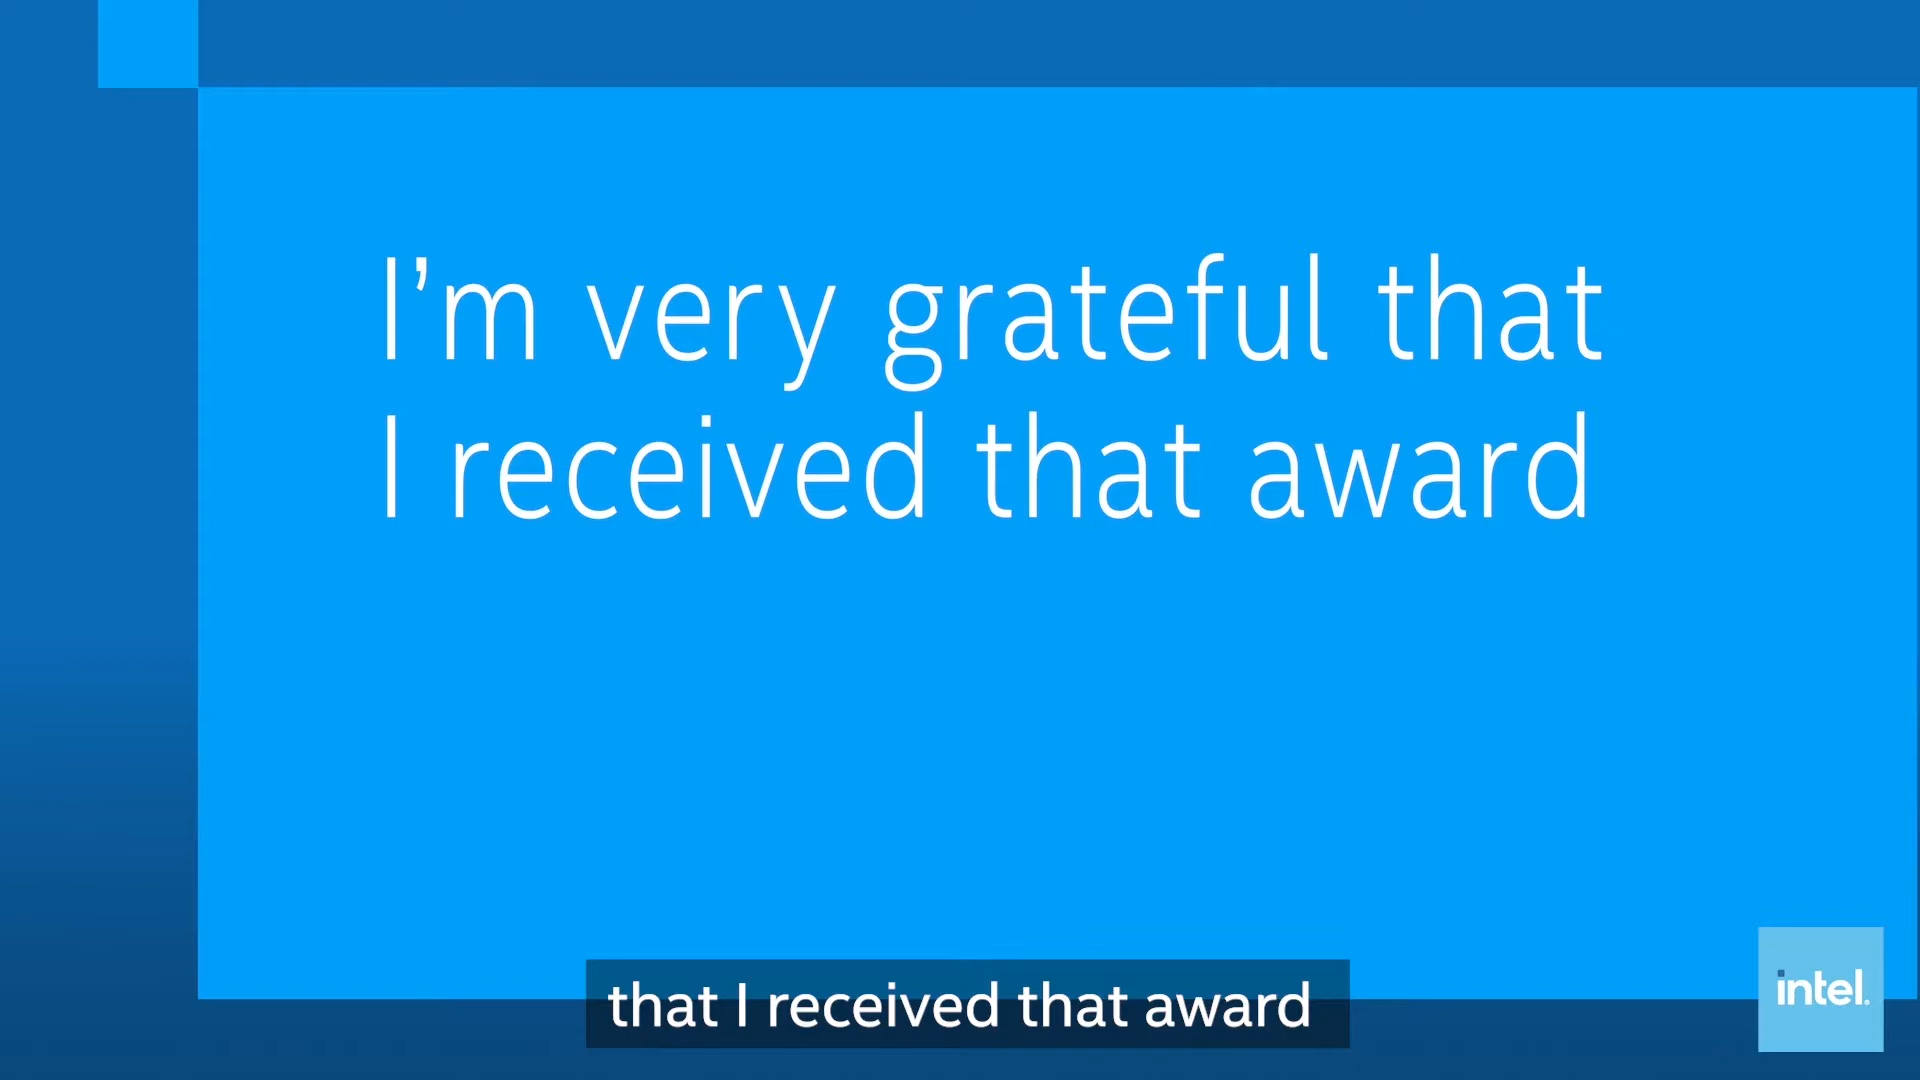 I’m very grateful that
I received that award
that I received that award
intel.